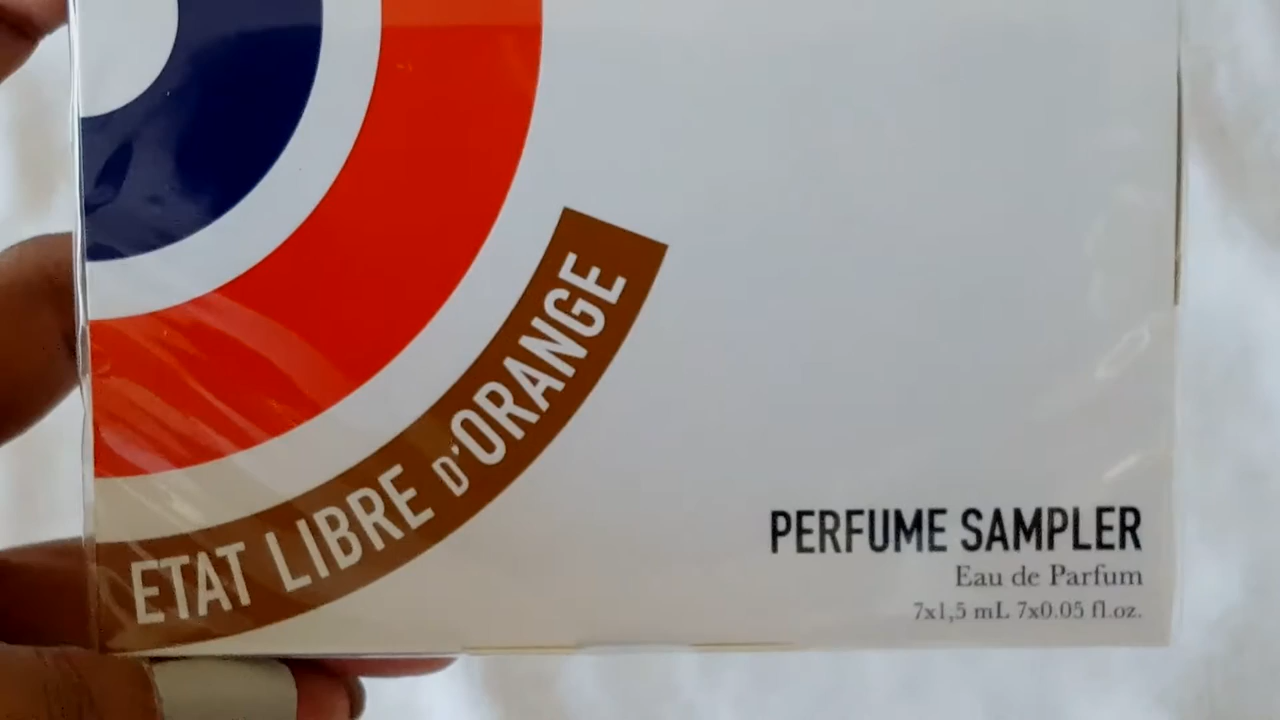 ETAT LIBRE D'ORANGE
PERFUME SAMPLER
Eau de Parfum
7x1,5 mL 7x0.05 fl.oz.